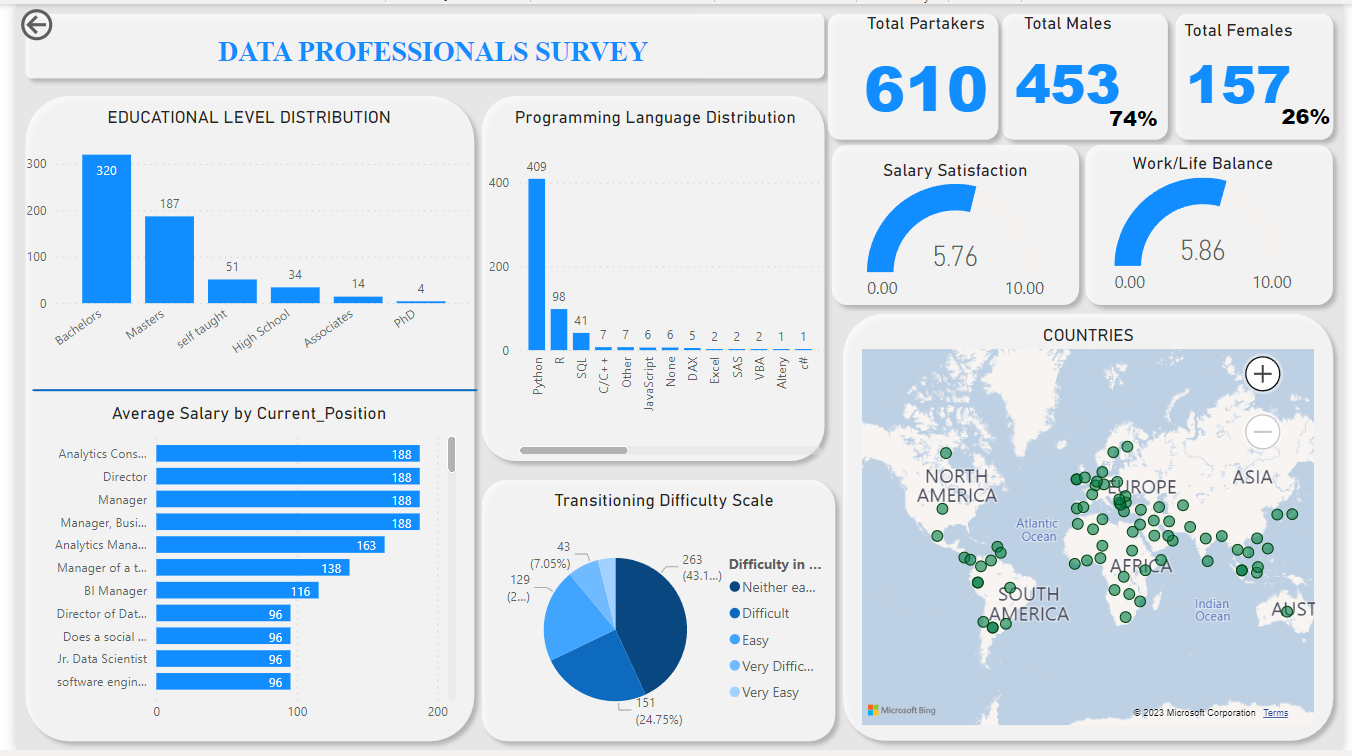 DATA PROFESSIONALS SURVEY
Total Partakers
610
Total Males
453
74%
Total Females
157
26%
EDUCATIONAL LEVEL DISTRIBUTION
300
200
100
0
320
187
51
34
14
4
Bachelors
Masters
self taught
High School
Associates
PhD
Programming Language Distribution
400
200
0
409
98
41
7
7
6
6
5
2
2
2
1
1
Python
R
SQL
C/C++
Other
JavaScript
None
DAX
Excel
SAS
VBA
Altery
c#
Salary Satisfaction
5.76
0.00
10.00
Work/Life Balance
5.86
0.00
10.00
Average Salary by Current_Position
Analytics Cons... 188
Director 188
Manager 188
Manager, Busi... 188
Analytics Mana... 163
Manager of a t... 138
BI Manager 116
Director of Dat... 96
Does a social ... 96
Jr. Data Scientist 96
software engin... 96
0
100
200
Transitioning Difficulty Scale
43
(7.05%)
129
(2...)
263
(43.1...)
151
(24.75%)
Difficulty in ...
Neither ea...
Difficult
Easy
Very Diffic...
Very Easy
COUNTRIES
NORTH
AMERICA
EUROPE
ASIA
Atlantic
Ocean
AFRICA
SOUTH
AMERICA
Indian
Ocean
AUST
Microsoft Bing
© 2023 Microsoft Corporation Terms